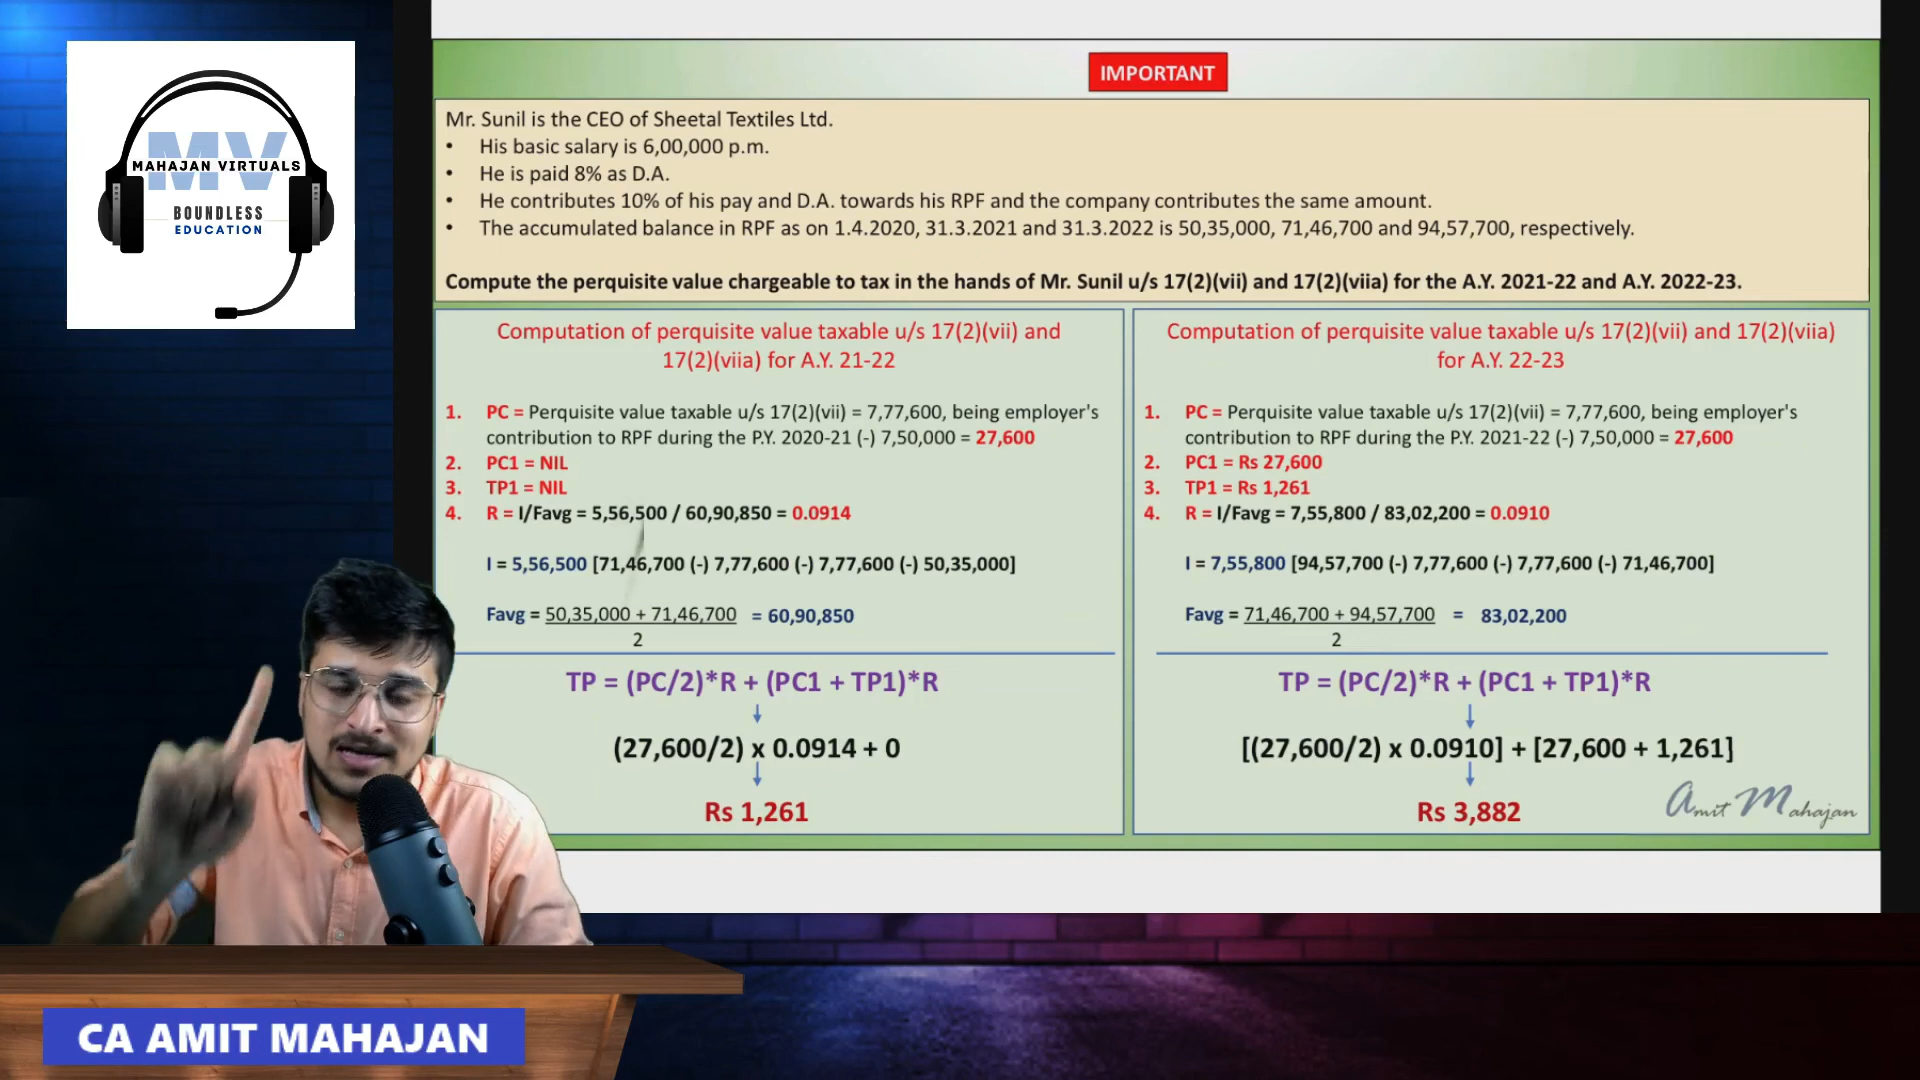 MV
MAHAJAN VIRTUALS
BOUNDLESS
EDUCATION
IMPORTANT
Mr. Sunil is the CEO of Sheetal Textiles Ltd.
• His basic salary is 6,00,000 p.m.
• He is paid 8% as D.A.
• He contributes 10% of his pay and D.A. towards his RPF and the company contributes the same amount.
• The accumulated balance in RPF as on 1.4.2020, 31.3.2021 and 31.3.2022 is 50,35,000, 71,46,700 and 94,57,700, respectively.
Compute the perquisite value chargeable to tax in the hands of Mr. Sunil u/s 17(2)(vii) and 17(2)(viia) for the A.Y. 2021-22 and A.Y. 2022-23.
Computation of perquisite value taxable u/s 17(2)(vii) and
17(2)(viia) for A.Y. 21-22
1. PC = Perquisite value taxable u/s 17(2)(vii) = 7,77,600, being employer's
contribution to RPF during the P.Y. 2020-21 (-) 7,50,000 = 27,600
2. PC1 = NIL
3. TP1 = NIL
4. R = I/Favg = 5,56,500 / 60,90,850 = 0.0914
I = 5,56,500 [71,46,700 (-) 7,77,600 (-) 7,77,600 (-) 50,35,000]
Favg = 50,35,000 + 71,46,700 = 60,90,850
2
TP = (PC/2)*R + (PC1 + TP1)*R
(27,600/2) x 0.0914 + 0
Rs 1,261
Computation of perquisite value taxable u/s 17(2)(vii) and 17(2)(viia)
for A.Y. 22-23
1. PC = Perquisite value taxable u/s 17(2)(vii) = 7,77,600, being employer's
contribution to RPF during the P.Y. 2021-22 (-) 7,50,000 = 27,600
2. PC1 = Rs 27,600
3. TP1 = Rs 1,261
4. R = I/Favg = 7,55,800 / 83,02,200 = 0.0910
I = 7,55,800 [94,57,700 (-) 7,77,600 (-) 7,77,600 (-) 71,46,700]
Favg = 71,46,700 + 94,57,700 = 83,02,200
2
TP = (PC/2)*R + (PC1 + TP1)*R
[(27,600/2) x 0.0910] + [27,600 + 1,261]
Rs 3,882
Amit Mahajan
CA AMIT MAHAJAN